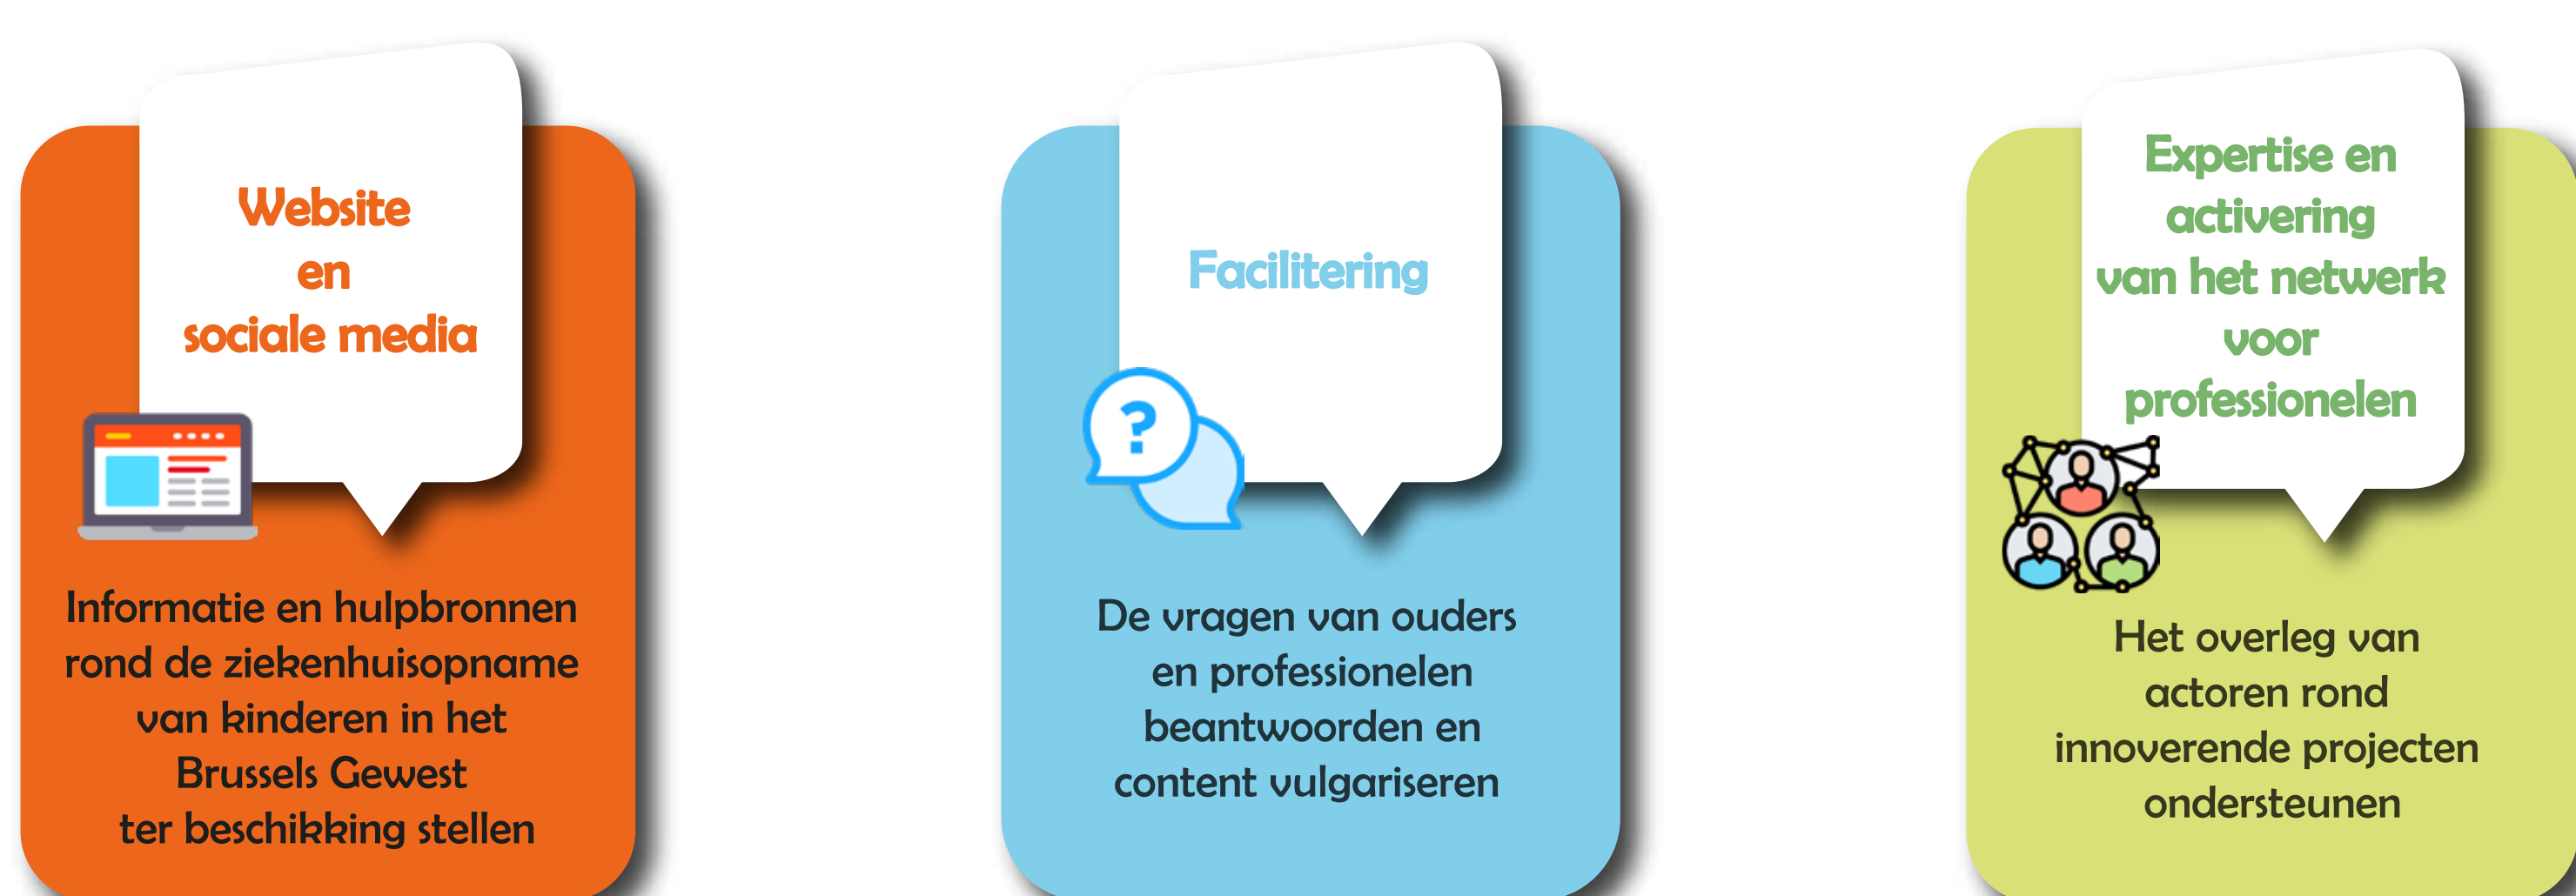 Website
en
sociale media
Informatie en hulpbronnen
rond de ziekenhuisopname
van kinderen in het
Brussels Gewest
ter beschikking stellen
Facilitering
?
De vragen van ouders
en professionelen
beantwoorden en
content vulgariseren
Expertise en
activering
van het netwerk
voor
professionelen
Het overleg van
actoren rond
innoverende projecten
ondersteunen